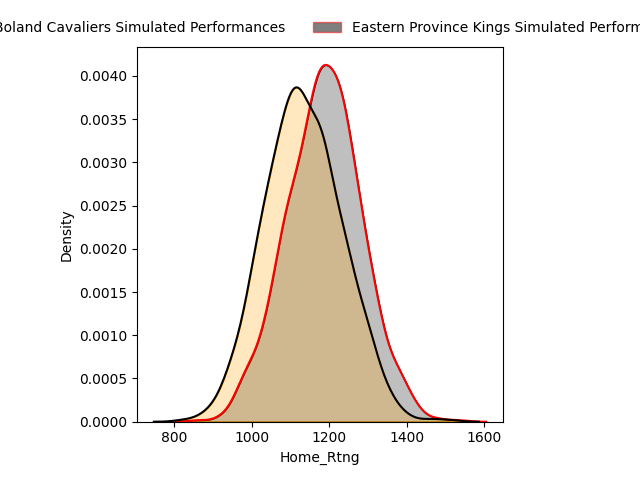 Boland Cavaliers Simulated Performances
Eastern Province Kings Simulated Perform
0.0040
0.0035
0.0030
0.0025
0.0020
0.0015
0.0010
0.0005
0.0000
Density
800 1000 1200 1400 1600
Home_Rtng